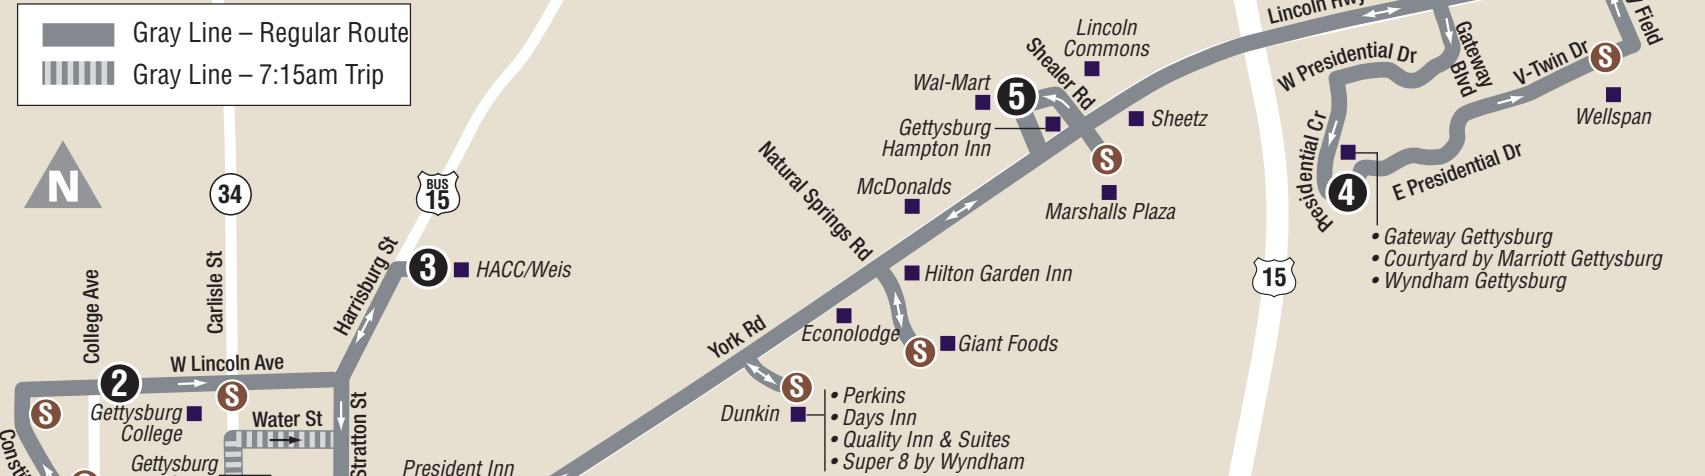 Gray Line – Regular Route
Gray Line – 7:15am Trip
N
34
BUS
15
Carlisle St
College Ave
Harrisburg St
3
HACC/Weis
2
W Lincoln Ave
S
S
Gettysburg
College
Water St
Stratton St
Gettysburg
President Inn
Lincoln
Commons
Shealer Rd
Wal-Mart
5
Gettysburg
Hampton Inn
Sheetz
S
Marshalls Plaza
McDonalds
Natural Springs Rd
Hilton Garden Inn
Econolodge
S
Giant Foods
York Rd
S
Dunkin
• Perkins
• Days Inn
• Quality Inn & Suites
• Super 8 by Wyndham
15
Lincoln Hwy
Gateway
Blvd
W Presidential Dr
V-Twin Dr
S
Field
Wellspan
Presidential Cr
4
E Presidential Dr
• Gateway Gettysburg
• Courtyard by Marriott Gettysburg
• Wyndham Gettysburg